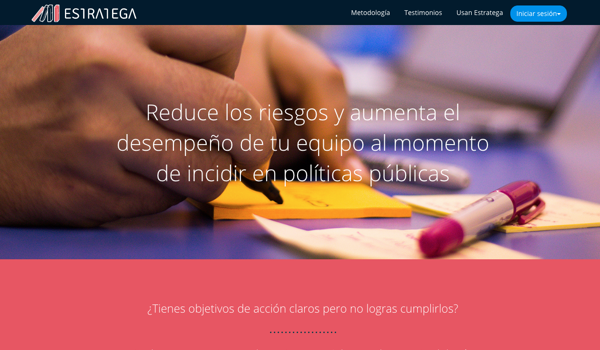 ESTRATEGA
Metodología Testimonios Usan Estratega Iniciar sesión
Reduce los riesgos y aumenta el
desempeño de tu equipo al momento
de incidir en políticas públicas
¿Tienes objetivos de acción claros pero no logras cumplirlos?